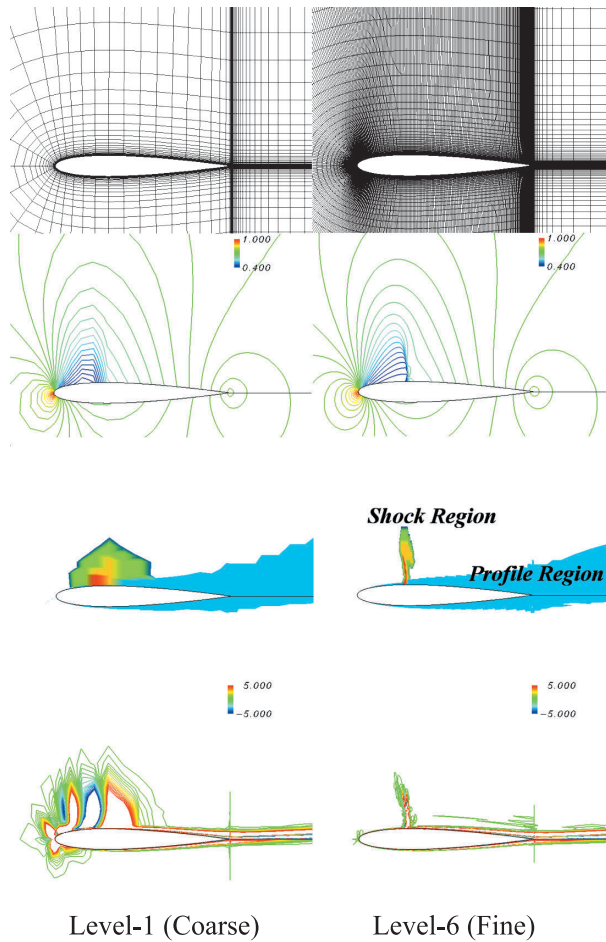 1.000
0.400
1.000
0.400
Shock Region
Profile Region
5.000
-5.000
5.000
-5.000
Level-1 (Coarse)
Level-6 (Fine)